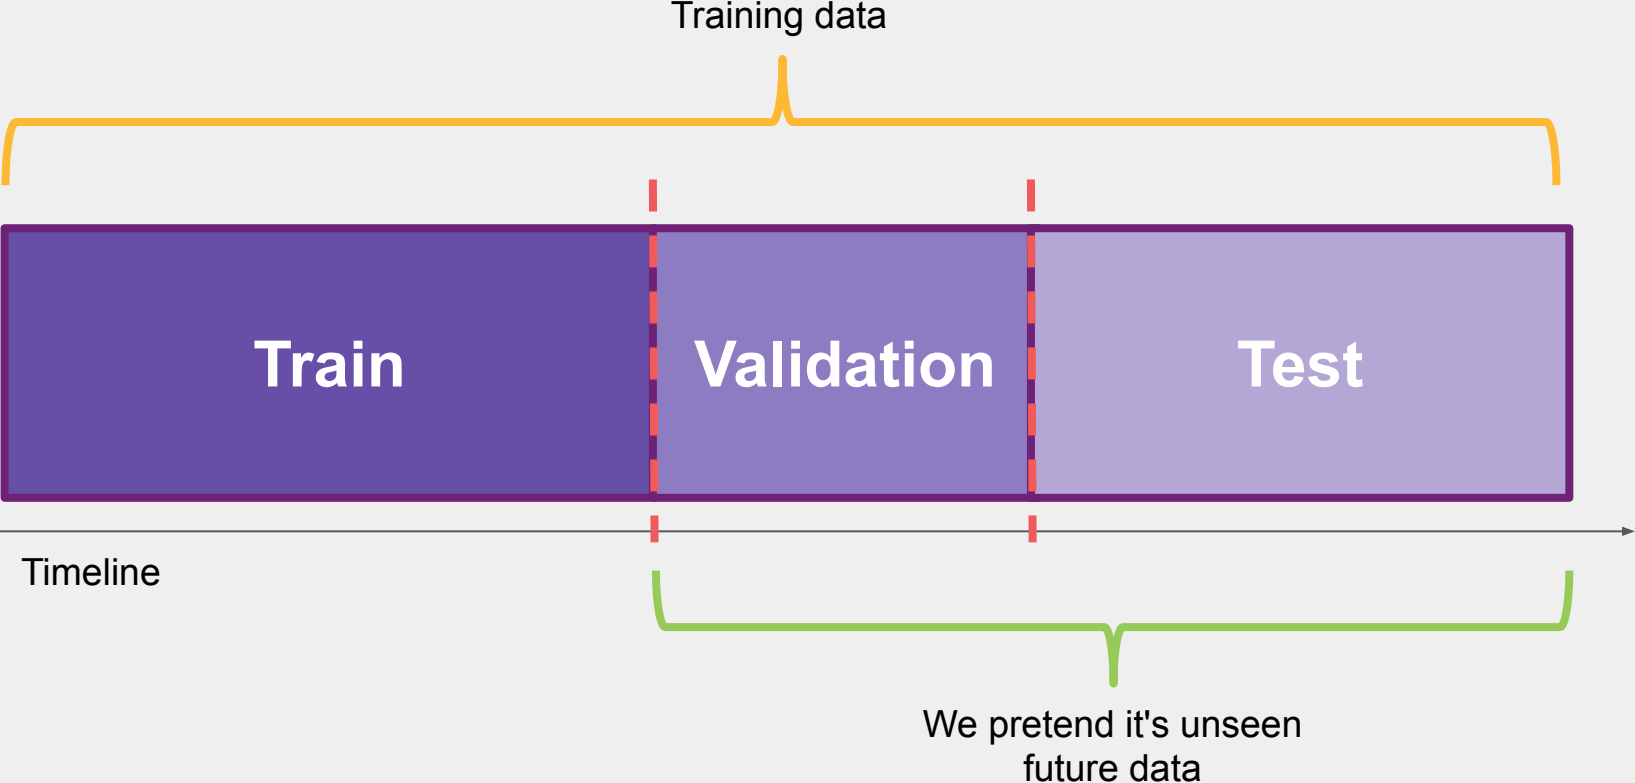 Training data
Train
Validation
Test
Timeline
We pretend it's unseen
future data